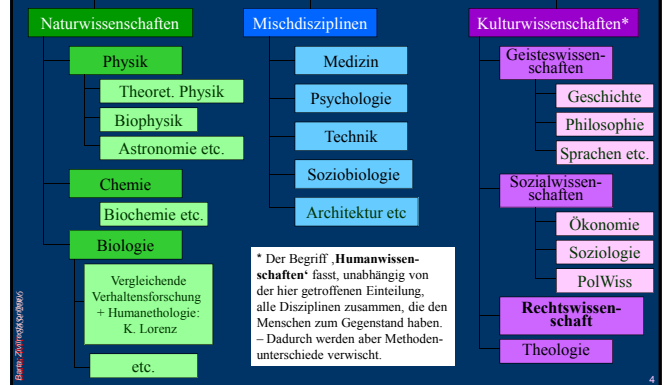 Naturwissenschaften
Physik
Theoret. Physik
Biophysik
Astronomie etc.
Chemie
Biochemie etc.
Biologie
Vergleichende
Verhaltensforschung
+ Humanethologie:
K. Lorenz
etc.
Mischdisziplinen
Medizin
Psychologie
Technik
Soziobiologie
Architektur etc
* Der Begriff ‚Humanwissen-
schaften‘ fasst, unabhängig von
der hier getroffenen Einteilung,
alle Disziplinen zusammen, die den
Menschen zum Gegenstand haben.
– Dadurch werden aber Methoden-
unterschiede verwischt.
Kulturwissenschaften*
Geisteswissen-
schaften
Geschichte
Philosophie
Sprachen etc.
Sozialwissen-
schaften
Ökonomie
Soziologie
PolWiss
Rechtswissen-
schaft
Theologie
Barta:
4